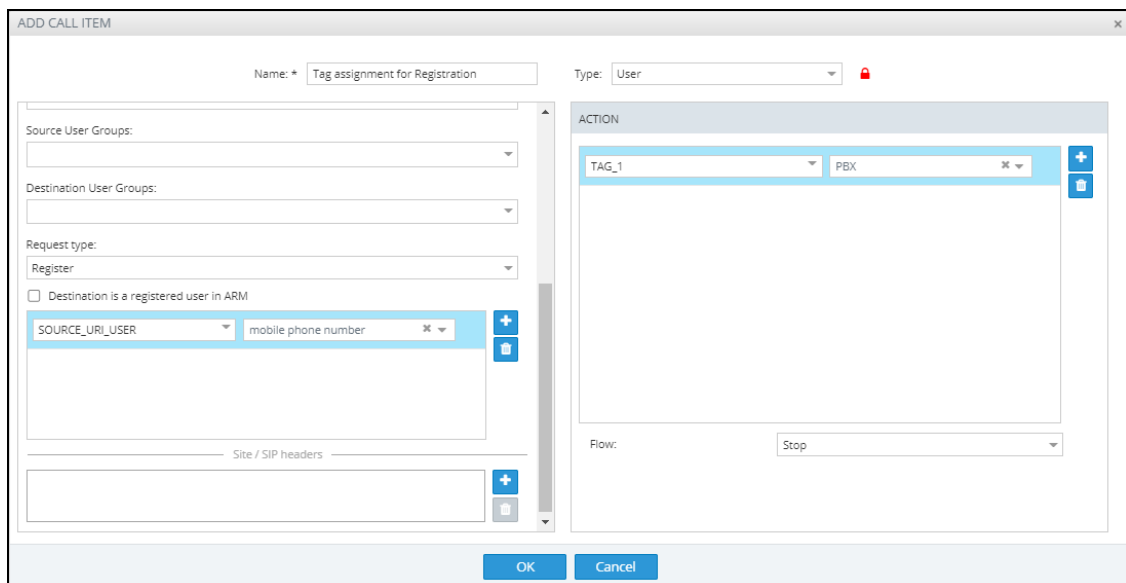 ADD CALL ITEM
Name: * Tag assignment for Registration Type: User
Source User Groups:
Destination User Groups:
Request type:
Register
Destination is a registered user in ARM
SOURCE_URI_USER mobile phone number
Site / SIP headers
ACTION
TAG_1 PBX
Flow: Stop
OK Cancel